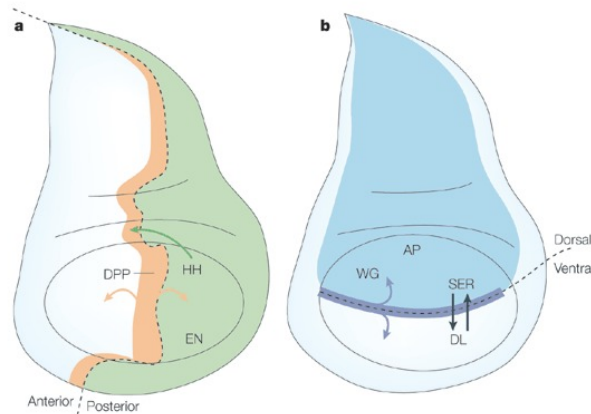 a
DPP
HH
EN
Anterior
Posterior
b
AP
WG
SER
DL
Dorsal
Ventra